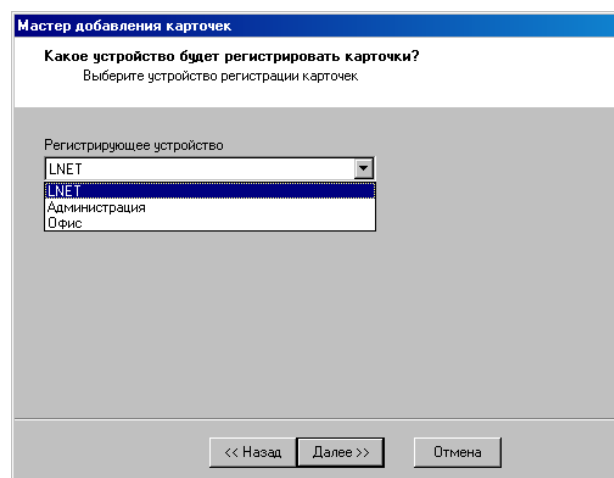 Мастер добавления карточек
Какое устройство будет регистрировать карточки?
Выберите устройство регистрации карточек
Регистрирующее устройство
LNET
LNET
Администрация
Офис
<< Назад Далее >> Отмена